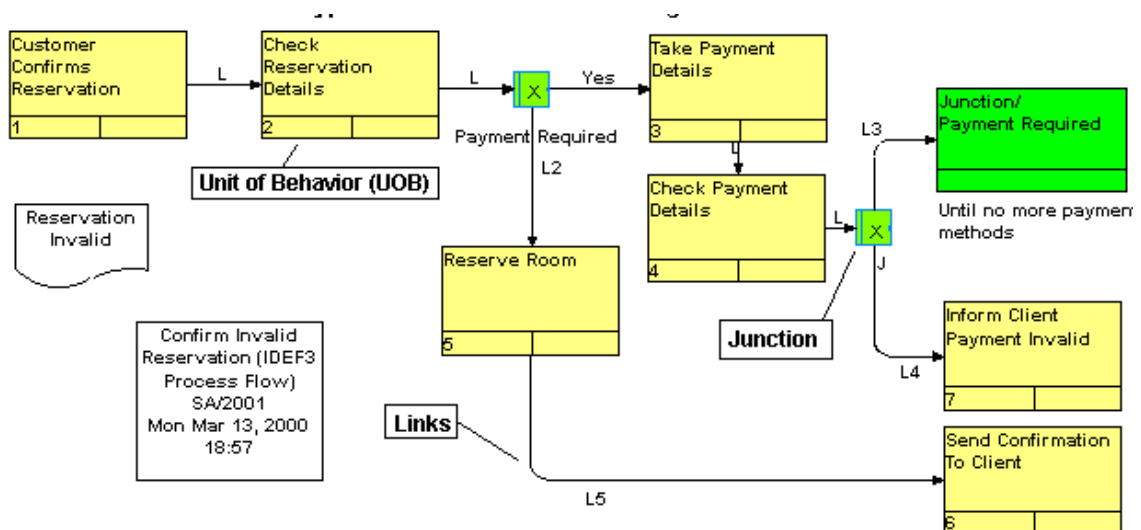 Customer
Confirms
Reservation
1
L
Check
Reservation
Details
2
L
X
Yes
Payment Required
L2
Take Payment
Details
3
L
Check Payment
Details
4
L
X
L3
Junction/
Payment Required
Until no more paymen
methods
J
L4
Inform Client
Payment Invalid
7
Unit of Behavior (UOB)
Reservation
Invalid
Reserve Room
5
Junction
Confirm Invalid
Reservation (IDEF3
Process Flow)
SA/2001
Mon Mar 13, 2000
18:57
Links
L5
Send Confirmation
To Client
6